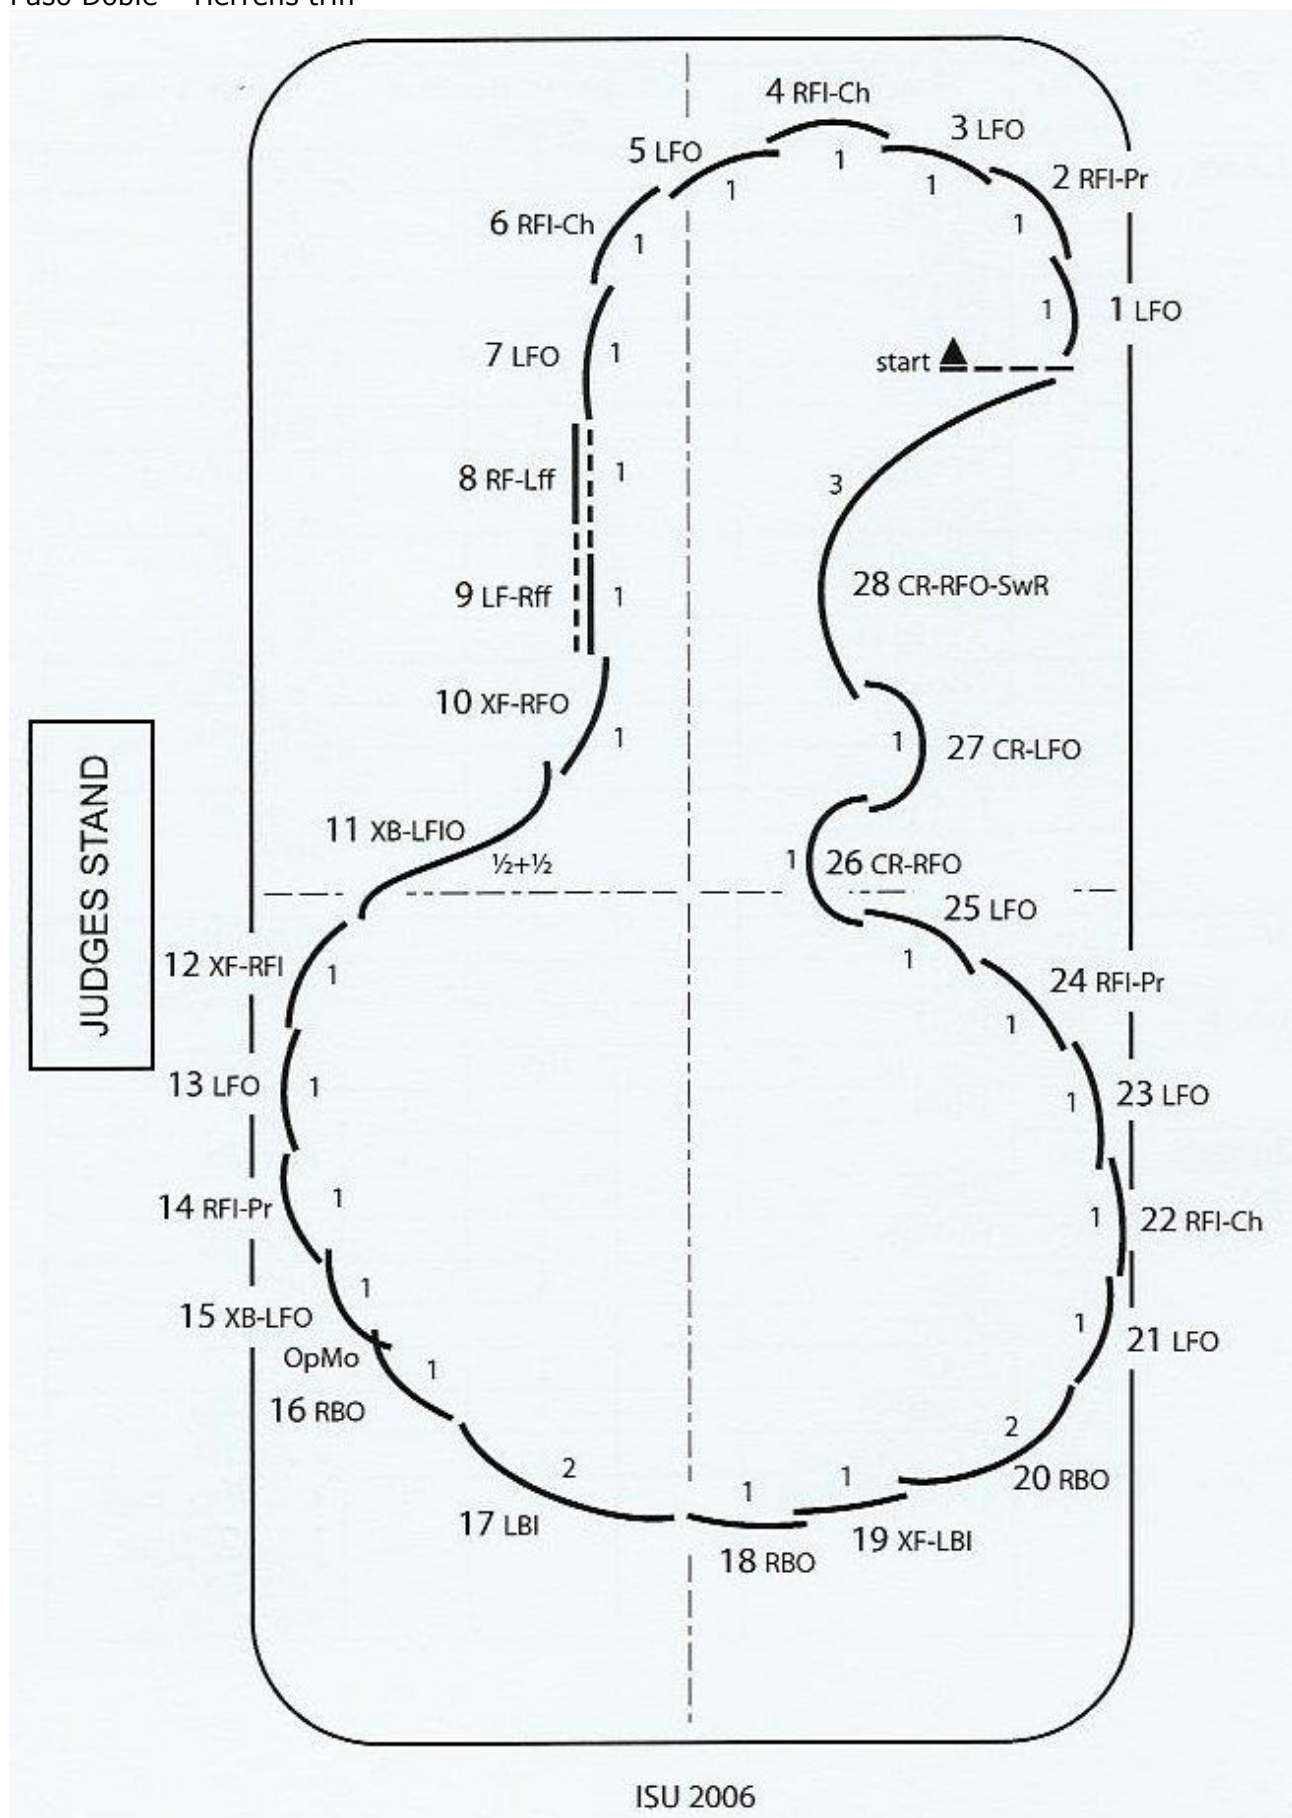 4 RFI-Ch
3 LFO
5 LFO
1
2 RFI-Pr
1
1
6 RFI-Ch
1
1
1
1 LFO
7 LFO
1
start
8 RF-Lff
1
3
9 LF-Rff
1
28 CR-RFO-SwR
10 XF-RFO
1
1
27 CR-LFO
11 XB-LFIO
½+½
1
26 CR-RFO
25 LFO
JUDGES STAND
12 XF-RFI
1
1
24 RFI-Pr
1
13 LFO
1
1
23 LFO
14 RFI-Pr
1
1
22 RFI-Ch
1
15 XB-LFO
1
21 LFO
OpMo
1
16 RBO
2
2
1
1
20 RBO
17 LBI
18 RBO
19 XF-LBI
ISU 2006